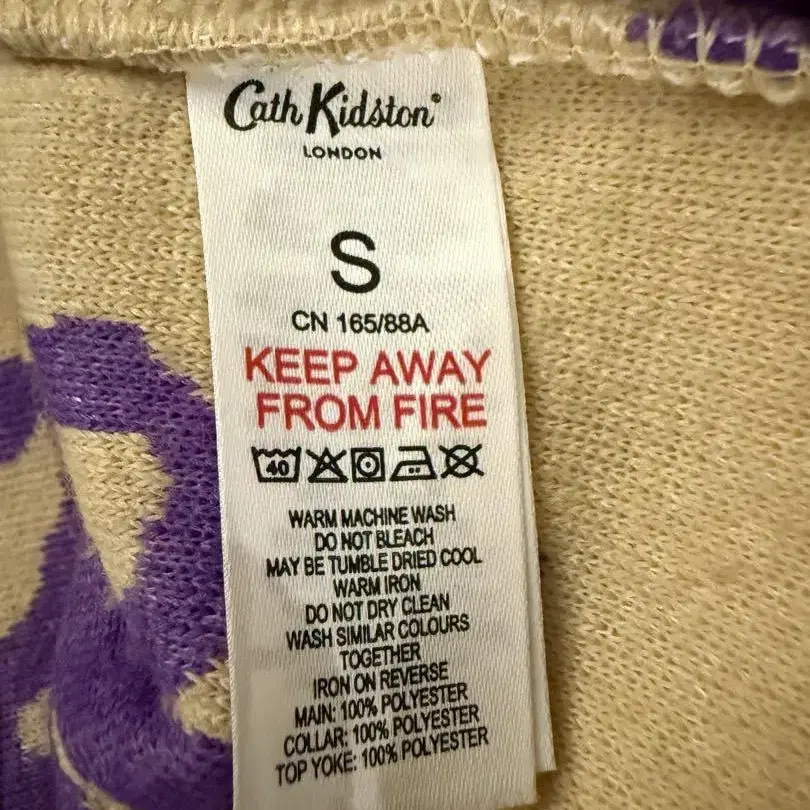 Cath Kidston®
LONDON
S
CN 165/88A
KEEP AWAY
FROM FIRE
40
WARM MACHINE WASH
DO NOT BLEACH
MAY BE TUMBLE DRIED COOL
WARM IRON
DO NOT DRY CLEAN
WASH SIMILAR COLOURS
TOGETHER
IRON ON REVERSE
MAIN: 100% POLYESTER
COLLAR: 100% POLYESTER
TOP YOKE: 100% POLYESTER